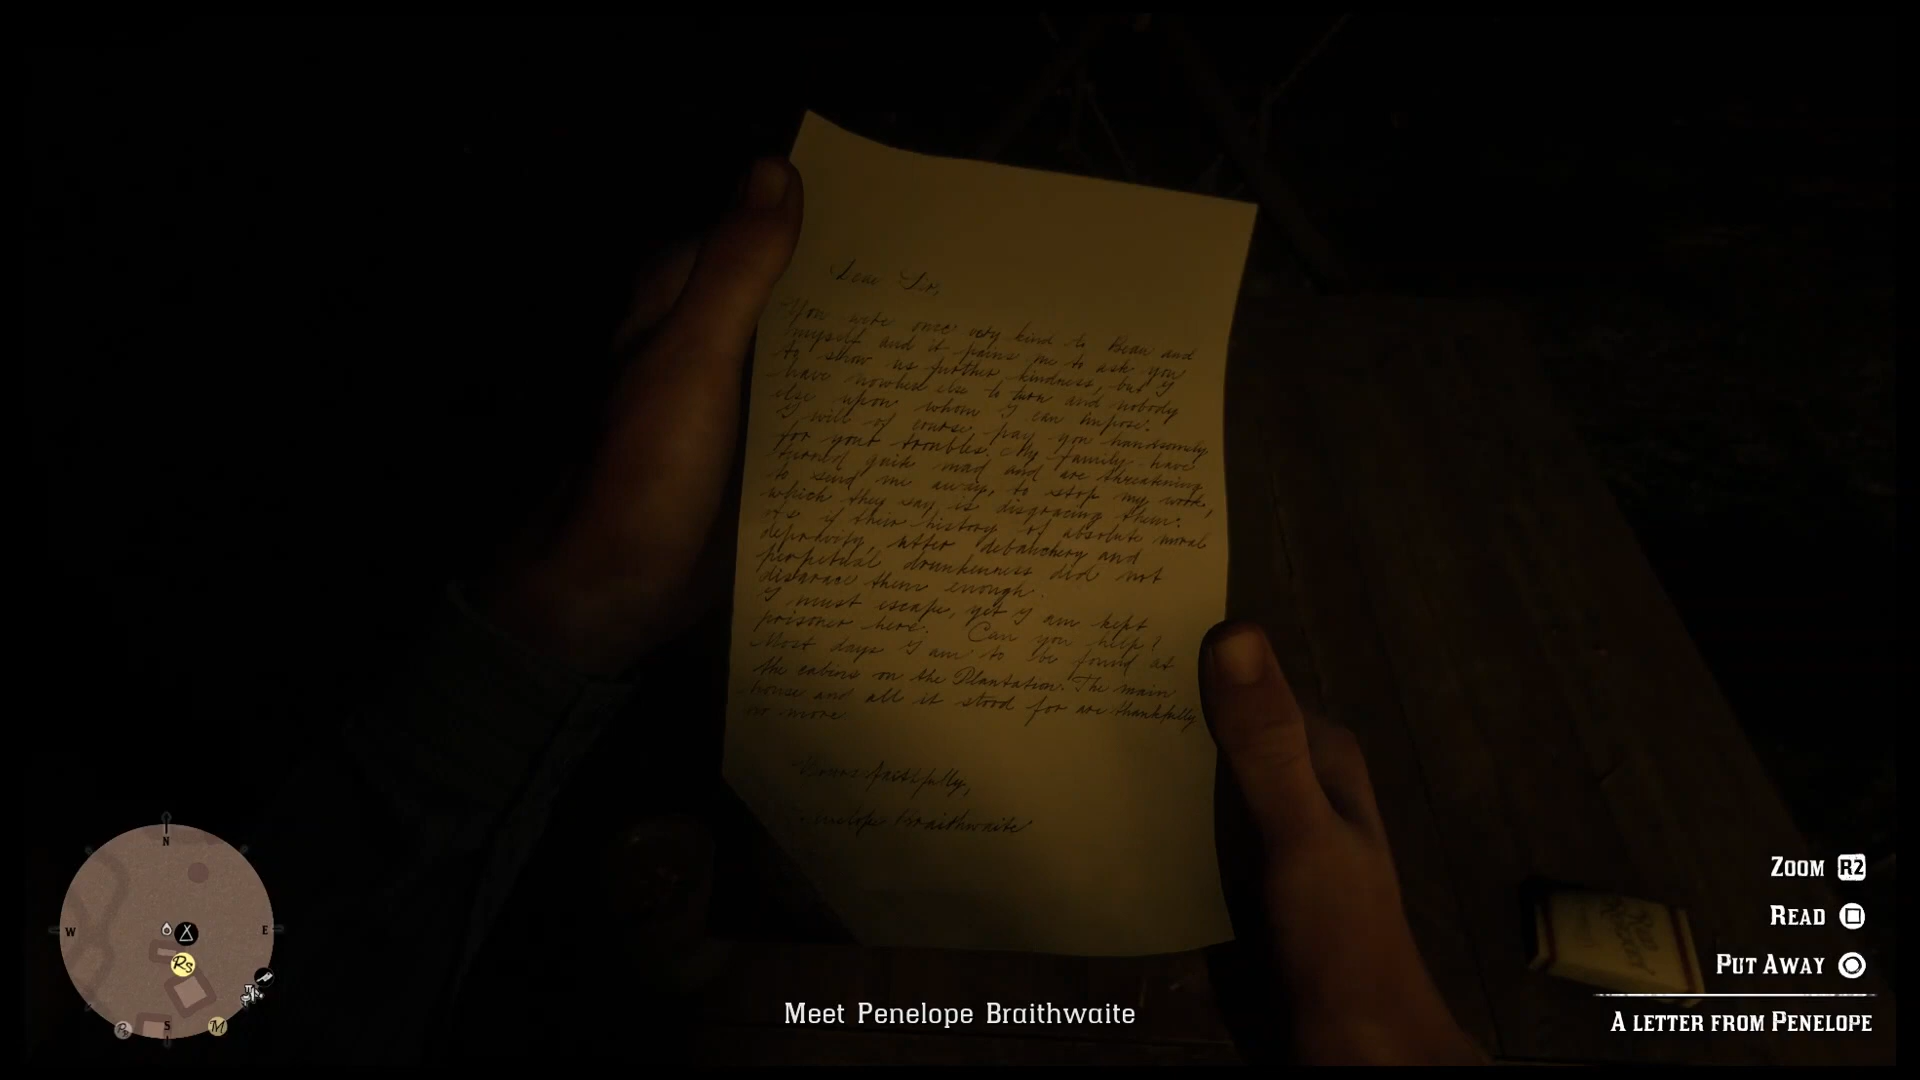 Dear Sir,
You were once very kind to Beau and
myself and it pains me to ask you
to show us further kindness, but I
have nowhere else to turn and nobody
else upon whom I can impose.
I will of course pay you handsomely
for your troubles. My family have
turned quite mad and are threatening
to send me away, to stop my work,
which they say is disgracing them.
As if their history of absolute moral
depravity, utter debauchery and
perpetual drunkenness did not
disgrace them enough.
I must escape, yet I am kept
prisoner here. Can you help?
Most days I am to be found at
the cabins on the Plantation. The main
house and all it stood for are thankfully
no more.
Yours faithfully,
Penelope Braithwaite
N
W
E
S
RS
M
Zoom R2
Read
Put Away
A letter from Penelope
Meet Penelope Braithwaite